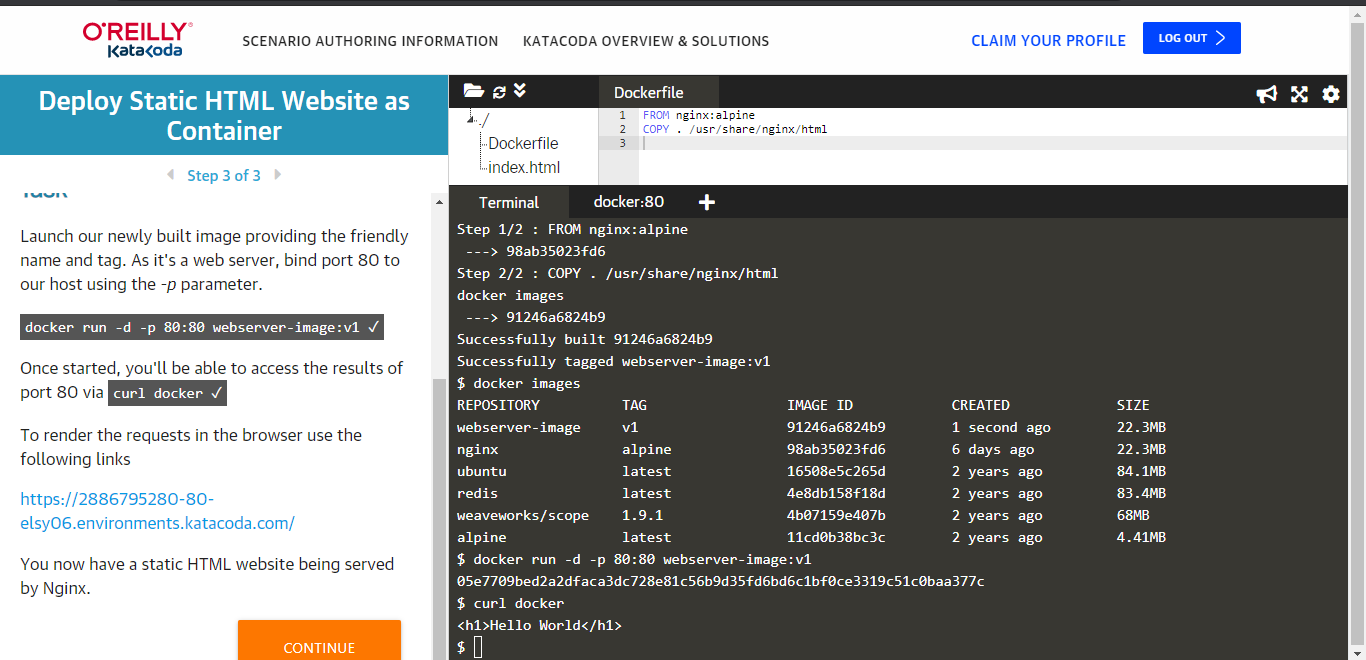 O'REILLY®
Katacoda
SCENARIO AUTHORING INFORMATION
KATACODA OVERVIEW & SOLUTIONS
CLAIM YOUR PROFILE
LOG OUT
Deploy Static HTML Website as
Container
Step 3 of 3
Task
Launch our newly built image providing the friendly
name and tag. As it's a web server, bind port 80 to
our host using the -p parameter.
docker run -d -p 80:80 webserver-image:v1 ✓
Once started, you'll be able to access the results of
port 80 via curl docker ✓
To render the requests in the browser use the
following links
https://2886795280-80-
elsy06.environments.katacoda.com/
You now have a static HTML website being served
by Nginx.
CONTINUE
./
Dockerfile
index.html
Dockerfile
1 FROM nginx:alpine
2 COPY . /usr/share/nginx/html
3
Terminal
docker:80
Step 1/2 : FROM nginx:alpine
---> 98ab35023fd6
Step 2/2 : COPY . /usr/share/nginx/html
docker images
---> 91246a6824b9
Successfully built 91246a6824b9
Successfully tagged webserver-image:v1
$ docker images
REPOSITORY TAG IMAGE ID CREATED SIZE
webserver-image v1 91246a6824b9 1 second ago 22.3MB
nginx alpine 98ab35023fd6 6 days ago 22.3MB
ubuntu latest 16508e5c265d 2 years ago 84.1MB
redis latest 4e8db158f18d 2 years ago 83.4MB
weaveworks/scope 1.9.1 4b07159e407b 2 years ago 68MB
alpine latest 11cd0b38bc3c 2 years ago 4.41MB
$ docker run -d -p 80:80 webserver-image:v1
05e7709bed2a2dfaca3dc728e81c56b9d35fd6bd6c1bf0ce3319c51c0baa377c
$ curl docker
<h1>Hello World</h1>
$